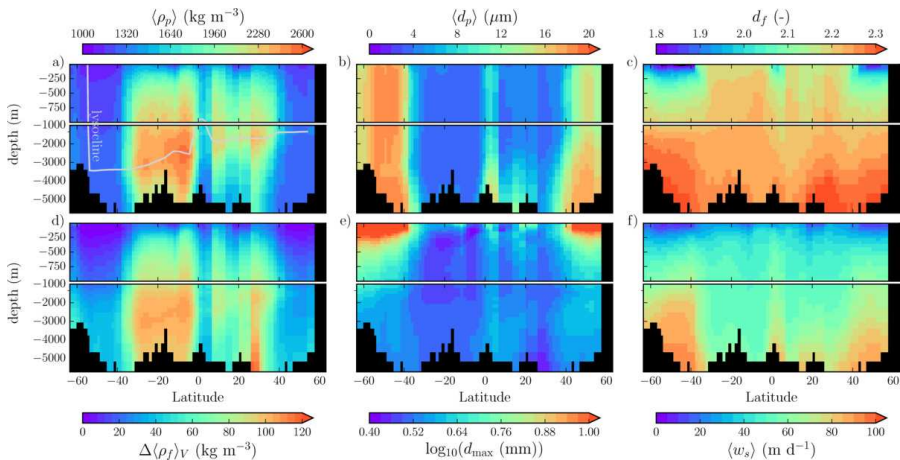 ⟨ρp⟩ (kg m−3)
⟨dp⟩ (μm)
df (-)
1000 1320 1640 1960 2280 2600
0 4 8 12 16 20
1.8 1.9 2.0 2.1 2.2 2.3
a)
b)
c)
−250
−500
−750
−1000
−2000
−3000
−4000
−5000
depth (m)
lysocline
d)
e)
f)
−250
−500
−750
−1000
−2000
−3000
−4000
−5000
depth (m)
−60 −40 −20 0 20 40 60
−60 −40 −20 0 20 40 60
−60 −40 −20 0 20 40 60
Latitude
Latitude
Latitude
0 20 40 60 80 100 120
0.40 0.52 0.64 0.76 0.88 1.00
0 20 40 60 80 100
Δ⟨ρf⟩V (kg m−3)
log10(dmax (mm))
⟨ws⟩ (m d−1)